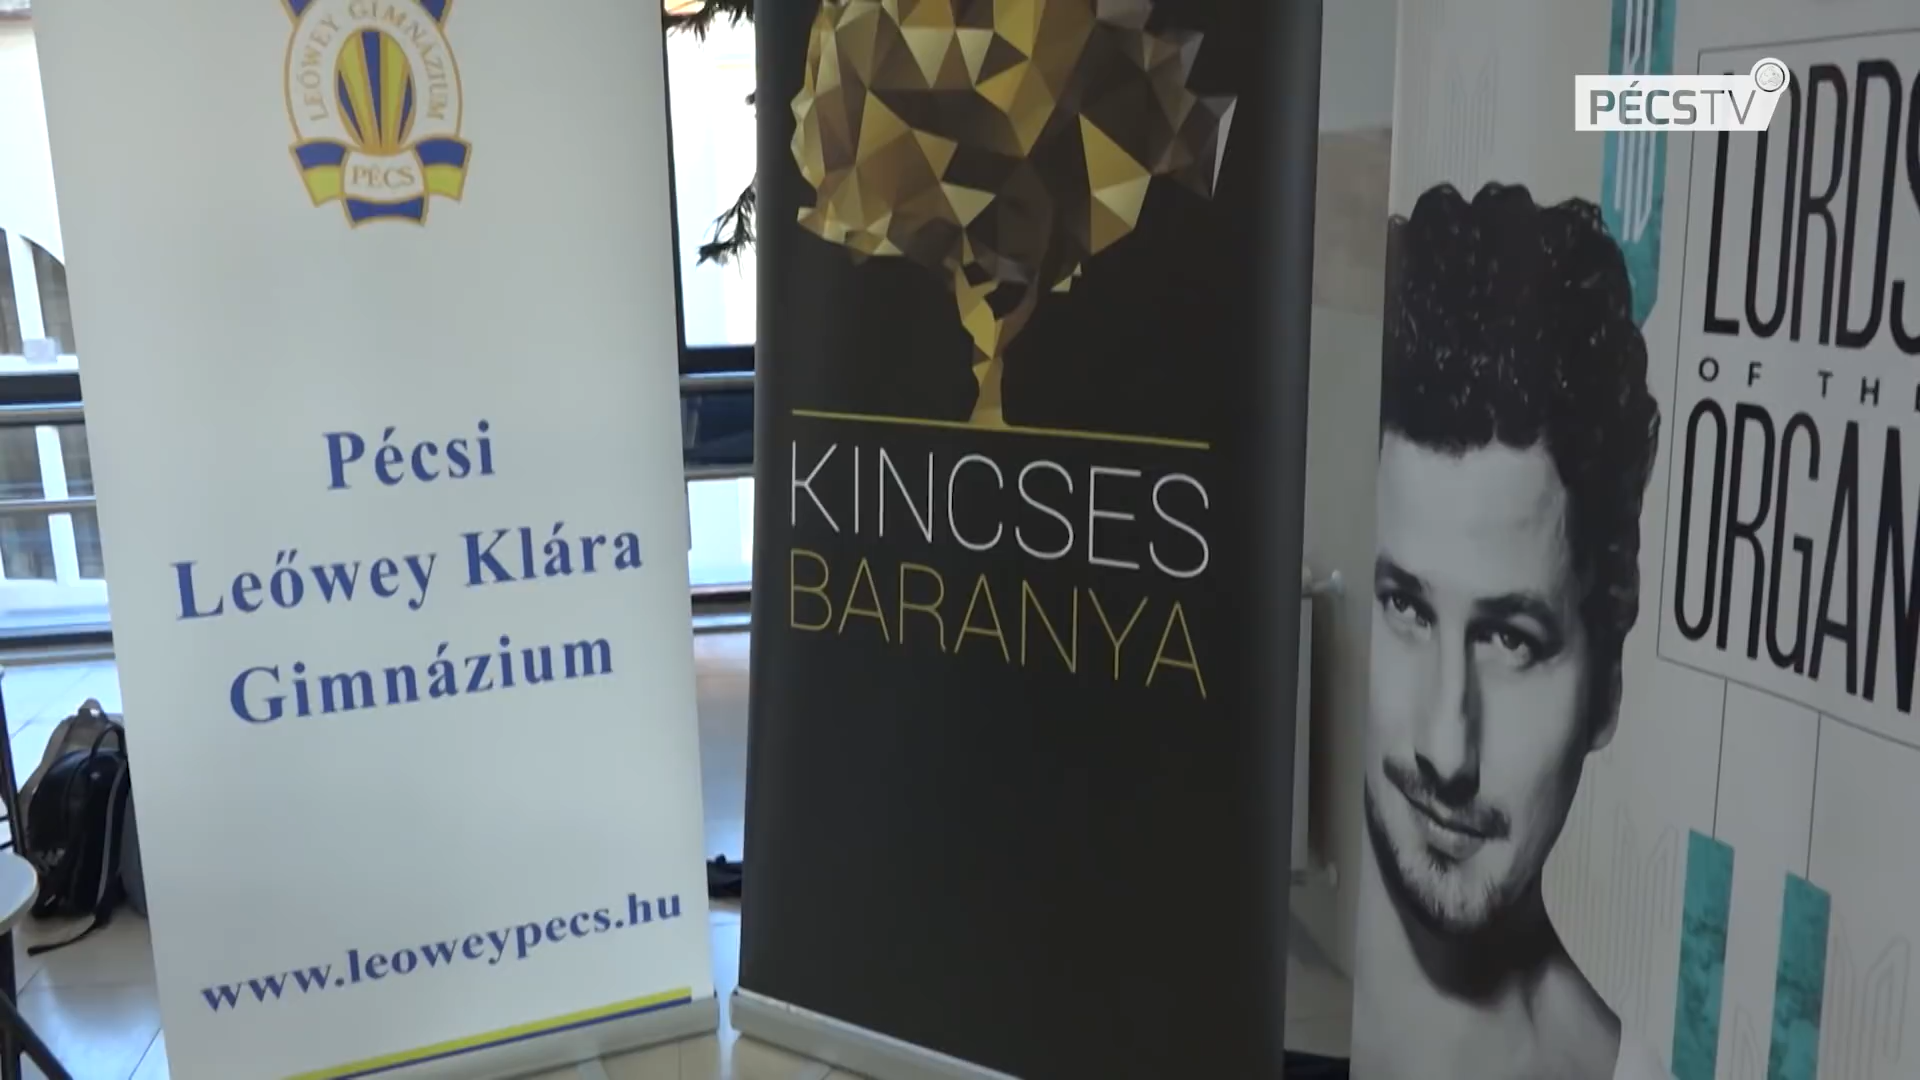 LEŐWEY GIMNÁZIUM
PÉCS
Pécsi
Leőwey Klára
Gimnázium
www.leoweypecs.hu
KINCSES
BARANYA
PÉCSTV
LORDS
OF THE
ORGAN